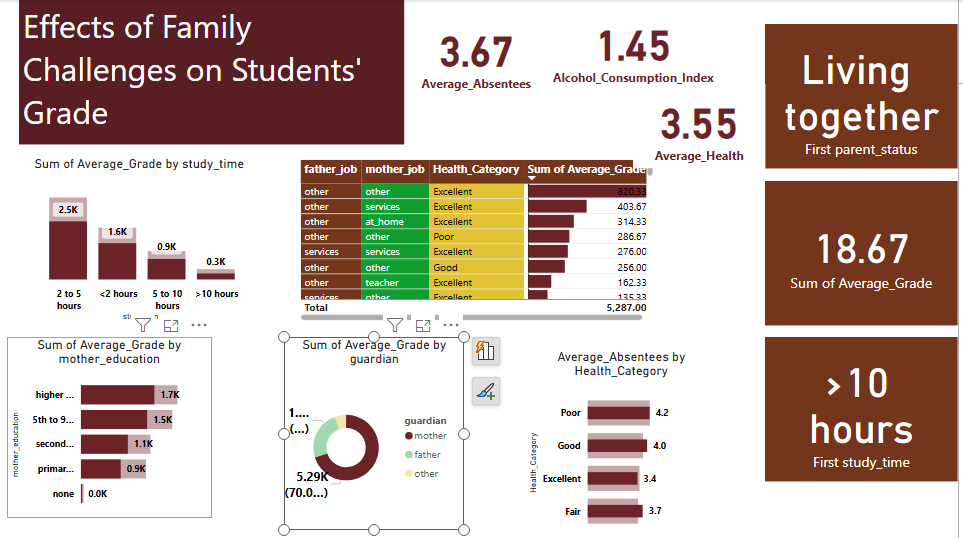 Effects of Family
Challenges on Students'
Grade
3.67
Average_Absentees
1.45
Alcohol_Consumption_Index
3.55
Average_Health
Living
together
First parent_status
18.67
Sum of Average_Grade
>10
hours
First study_time
Sum of Average_Grade by study_time
2.5K
1.6K
0.9K
0.3K
2 to 5
hours
<2 hours
5 to 10
hours
>10 hours
father_job mother_job Health_Category Sum of Average_Grade
other other Excellent 820.33
other services Excellent 403.67
other at_home Excellent 314.33
other other Poor 286.67
services services Excellent 276.00
other other Good 256.00
other teacher Excellent 162.33
services other Excellent 135.33
Total 5,287.00
Sum of Average_Grade by
mother_education
mother_education
higher ... 1.7K
5th to 9... 1.5K
second... 1.1K
primar... 0.9K
none 0.0K
Sum of Average_Grade by
guardian
1....
(...)
5.29K
(70.0...)
guardian
mother
father
other
Average_Absentees by
Health_Category
Health_Category
Poor 4.2
Good 4.0
Excellent 3.4
Fair 3.7